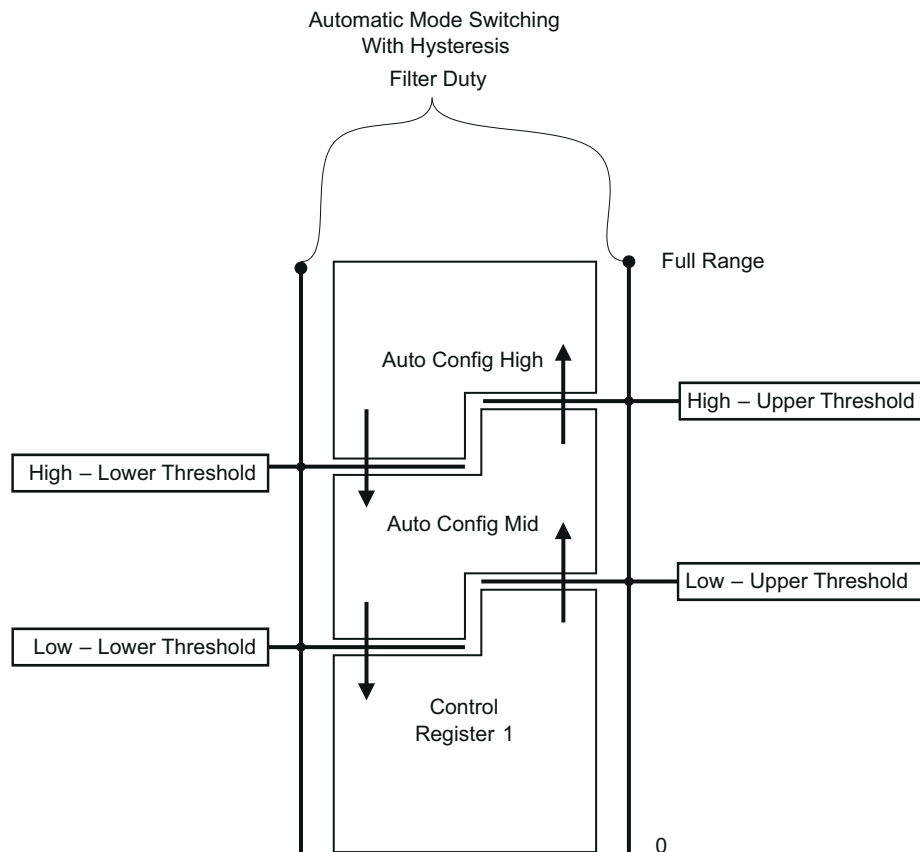 Automatic Mode Switching
With Hysteresis
Filter Duty
Full Range
Auto Config High
High – Upper Threshold
High – Lower Threshold
Auto Config Mid
Low – Upper Threshold
Low – Lower Threshold
Control
Register 1
0